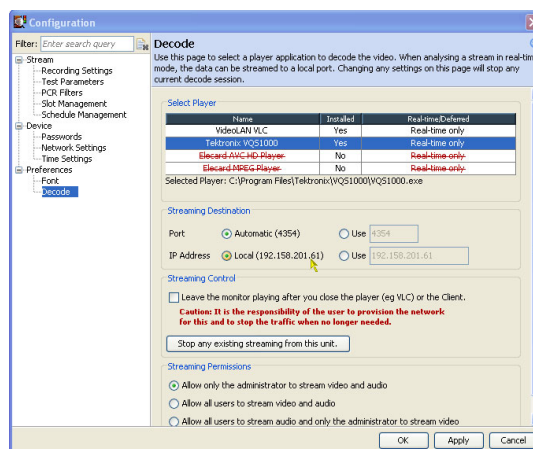 Configuration
Filter: Enter search query
Stream
Recording Settings
Test Parameters
PCR Filters
Slot Management
Schedule Management
Device
Passwords
Network Settings
Time Settings
Preferences
Font
Decode
Decode
Use this page to select a player application to decode the video. When analysing a stream in real-time
mode, the data can be streamed to a local port. Changing any settings on this page will stop any
current decode session.
Select Player
Name Installed Real-time/Deferred
VideoLAN VLC Yes Real-time only
Tektronix VQS1000 Yes Real-time only
Elecard AVC HD Player No Real-time only
Elecard MPEG Player No Real-time only
Selected Player: C:\Program Files\Tektronix\VQS1000\VQS1000.exe
Streaming Destination
Port Automatic (4354) Use 4354
IP Address Local (192.158.201.61) Use 192.158.201.61
Streaming Control
Leave the monitor playing after you close the player (eg VLC) or the Client.
Caution: It is the responsibility of the user to provision the network
for this and to stop the traffic when no longer needed.
Stop any existing streaming from this unit.
Streaming Permissions
Allow only the administrator to stream video and audio
Allow all users to stream video and audio
Allow all users to stream audio and only the administrator to stream video
OK Apply Cancel